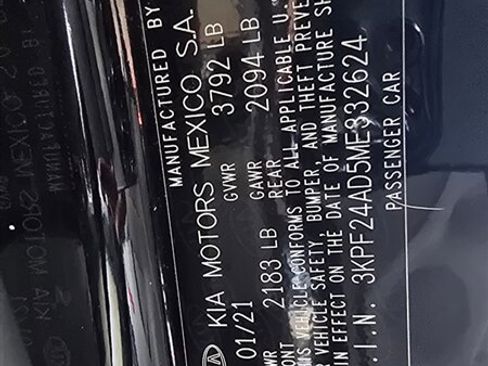 MANUFACTURED BY
KIA MOTORS MEXICO S.A.
01/21 GVWR 3792 LB
GAWR
2183 LB REAR 2094 LB
VEHICLE CONFORMS TO ALL APPLICABLE U.
VEHICLE SAFETY, BUMPER, AND THEFT PREVE
IN EFFECT ON THE DATE OF MANUFACTURE SH
.I.N. 3KPF24AD5ME332624
PASSENGER CAR